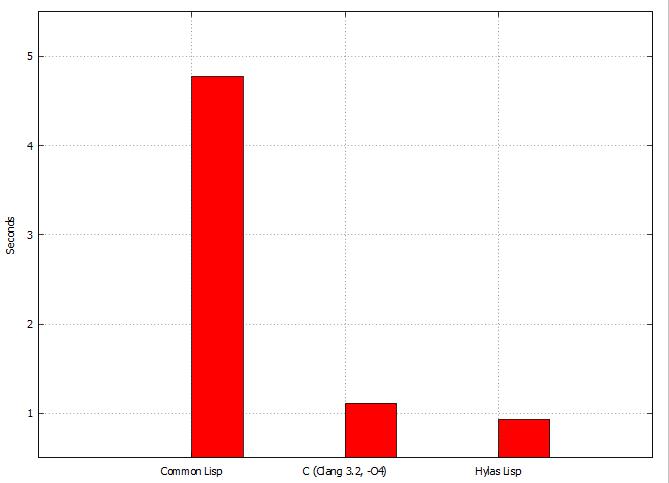 5
4
3
2
1
Seconds
Common Lisp
C (Clang 3.2, -O4)
Hylas Lisp